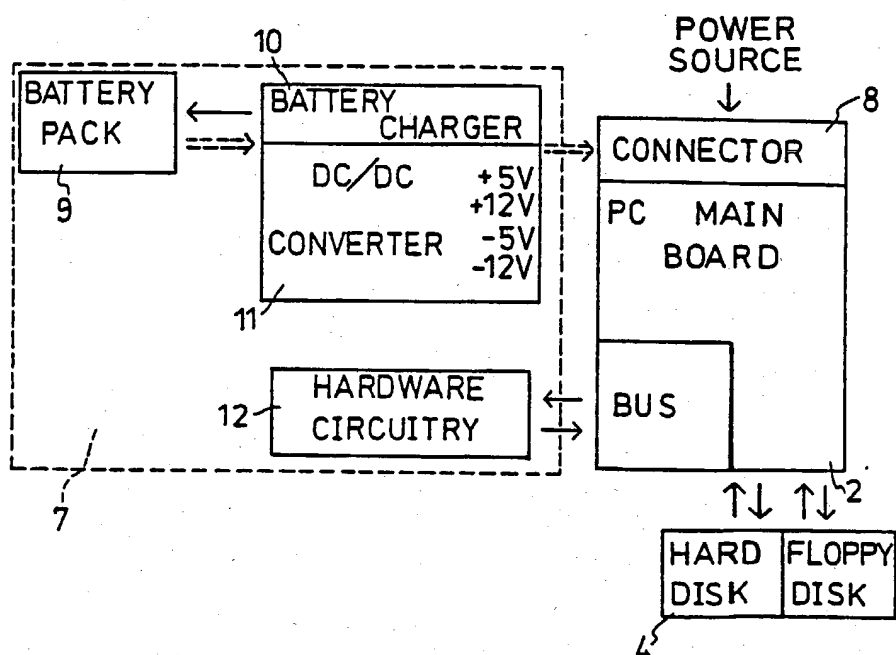 POWER
SOURCE
10
8
BATTERY
PACK
9
BATTERY
CHARGER
DC/DC
+5V
+12V
CONVERTER
-5V
-12V
11
CONNECTOR
PC MAIN
BOARD
BUS
2
12
HARDWARE
CIRCUITRY
7
HARD
DISK
FLOPPY
DISK
4